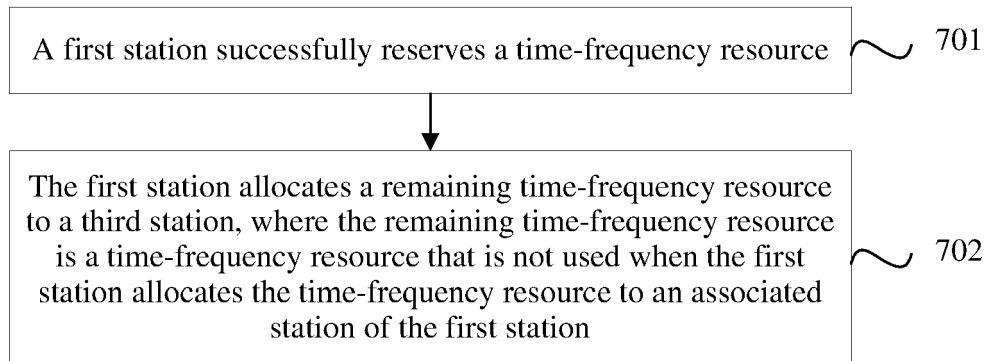 A first station successfully reserves a time-frequency resource
701
The first station allocates a remaining time-frequency resource
to a third station, where the remaining time-frequency resource
is a time-frequency resource that is not used when the first
station allocates the time-frequency resource to an associated
station of the first station
702